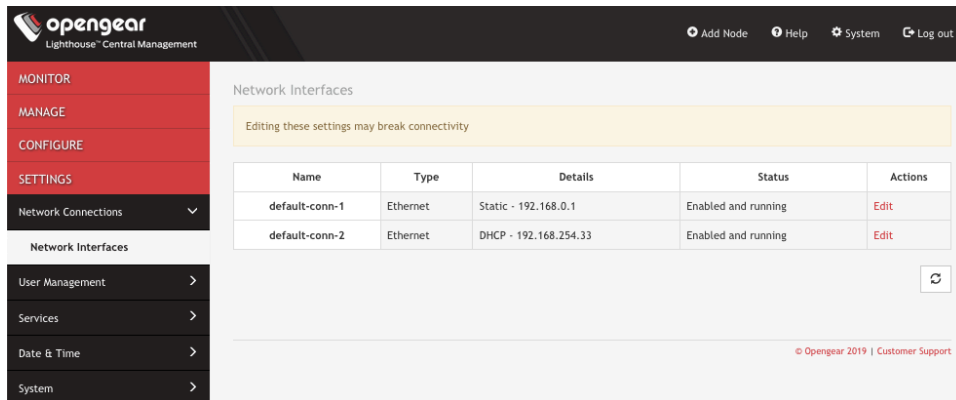 opengear
Lighthouse™ Central Management
Add Node Help System Log out
MONITOR
MANAGE
CONFIGURE
SETTINGS
Network Connections
Network Interfaces
User Management
Services
Date & Time
System
Network Interfaces
Editing these settings may break connectivity
Name Type Details Status Actions
default-conn-1 Ethernet Static - 192.168.0.1 Enabled and running Edit
default-conn-2 Ethernet DHCP - 192.168.254.33 Enabled and running Edit
© Opengear 2019 | Customer Support